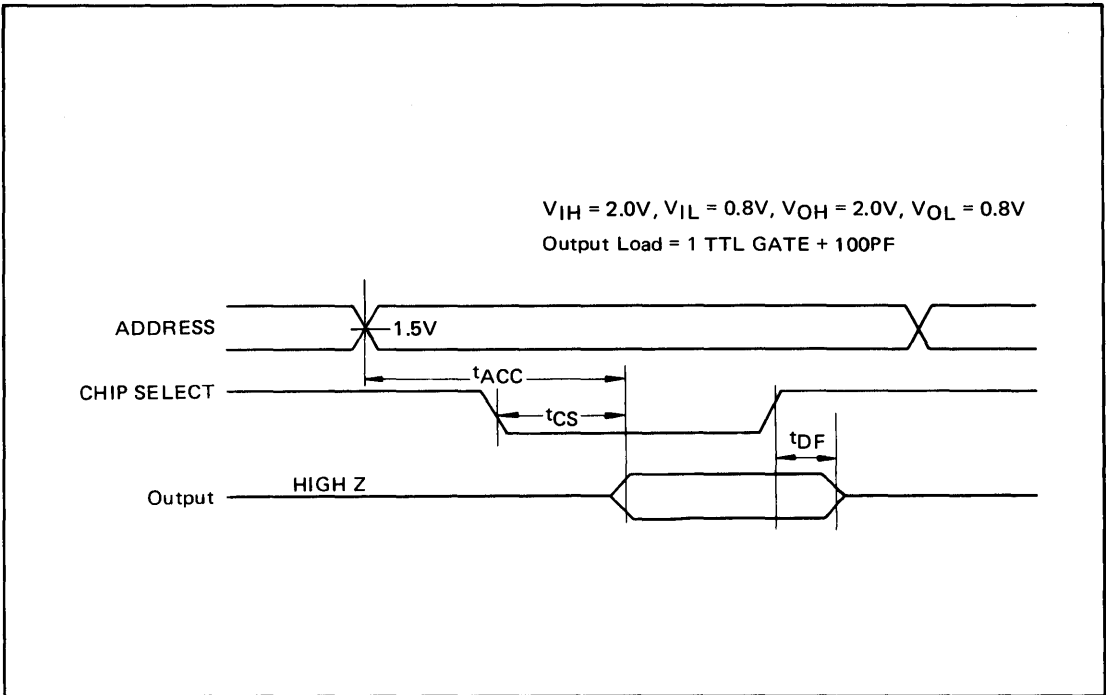 VIH = 2.0V, VIL = 0.8V, VOH = 2.0V, VOL = 0.8V
Output Load = 1 TTL GATE + 100PF
ADDRESS
1.5V
tACC
CHIP SELECT
tCS
tDF
HIGH Z
Output